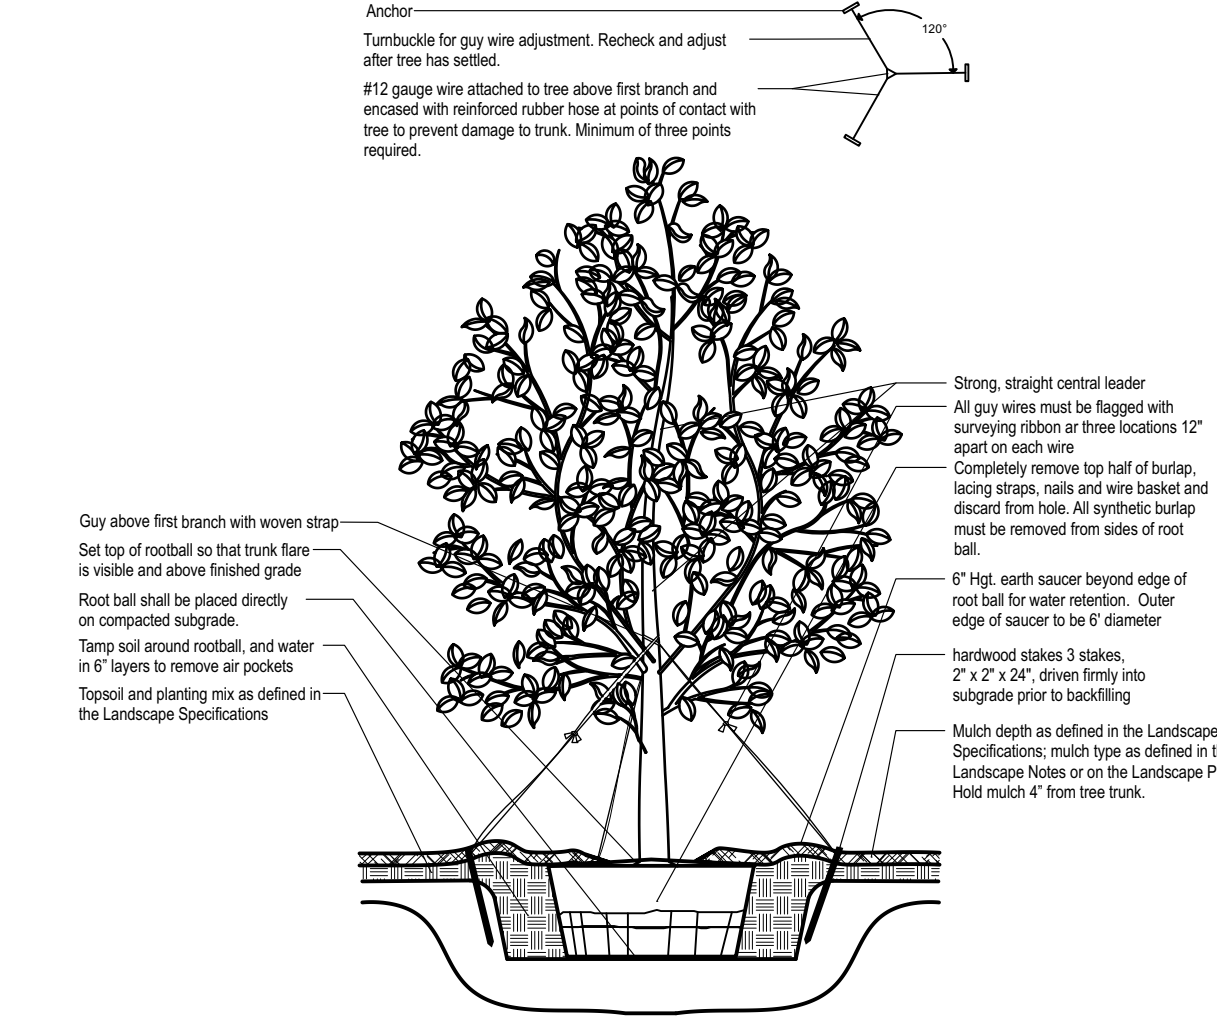 Anchor
120°
Turnbuckle for guy wire adjustment. Recheck and adjust
after tree has settled.
#12 gauge wire attached to tree above first branch and
encased with reinforced rubber hose at points of contact with
tree to prevent damage to trunk. Minimum of three points
required.
Strong, straight central leader
All guy wires must be flagged with
surveying ribbon ar three locations 12"
apart on each wire
Completely remove top half of burlap,
lacing straps, nails and wire basket and
discard from hole. All synthetic burlap
must be removed from sides of root
ball.
6" Hgt. earth saucer beyond edge of
root ball for water retention. Outer
edge of saucer to be 6' diameter
hardwood stakes 3 stakes,
2" x 2" x 24", driven firmly into
subgrade prior to backfilling
Mulch depth as defined in the Landscape
Specifications; mulch type as defined in
Landscape Notes or on the Landscape
Hold mulch 4” from tree trunk.
Guy above first branch with woven strap
Set top of rootball so that trunk flare
is visible and above finished grade
Root ball shall be placed directly
on compacted subgrade.
Tamp soil around rootball, and water
in 6” layers to remove air pockets
Topsoil and planting mix as defined in
the Landscape Specifications